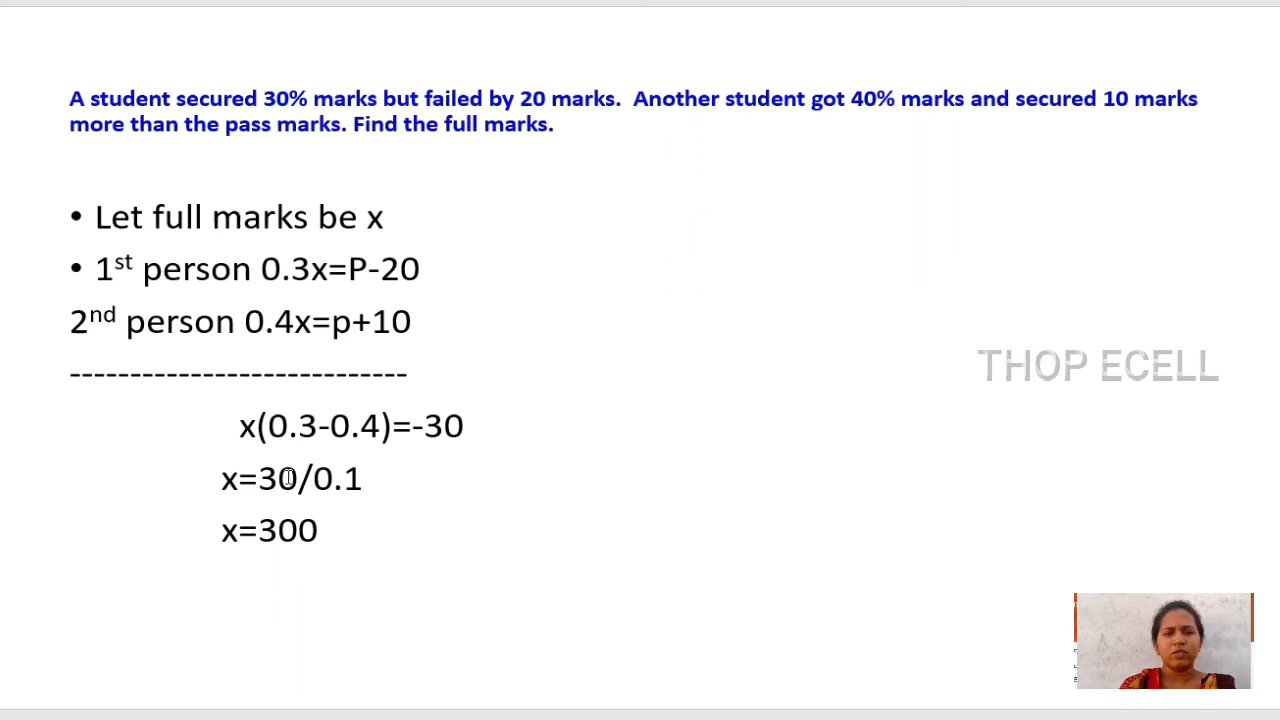 A student secured 30% marks but failed by 20 marks.  Another student got 40% marks and secured 10 marks
more than the pass marks. Find the full marks.
• Let full marks be x
• 1st person 0.3x=P-20
2nd person 0.4x=p+10
----------------------------
x(0.3-0.4)=-30
x=30/0.1
x=300
THOP ECELL